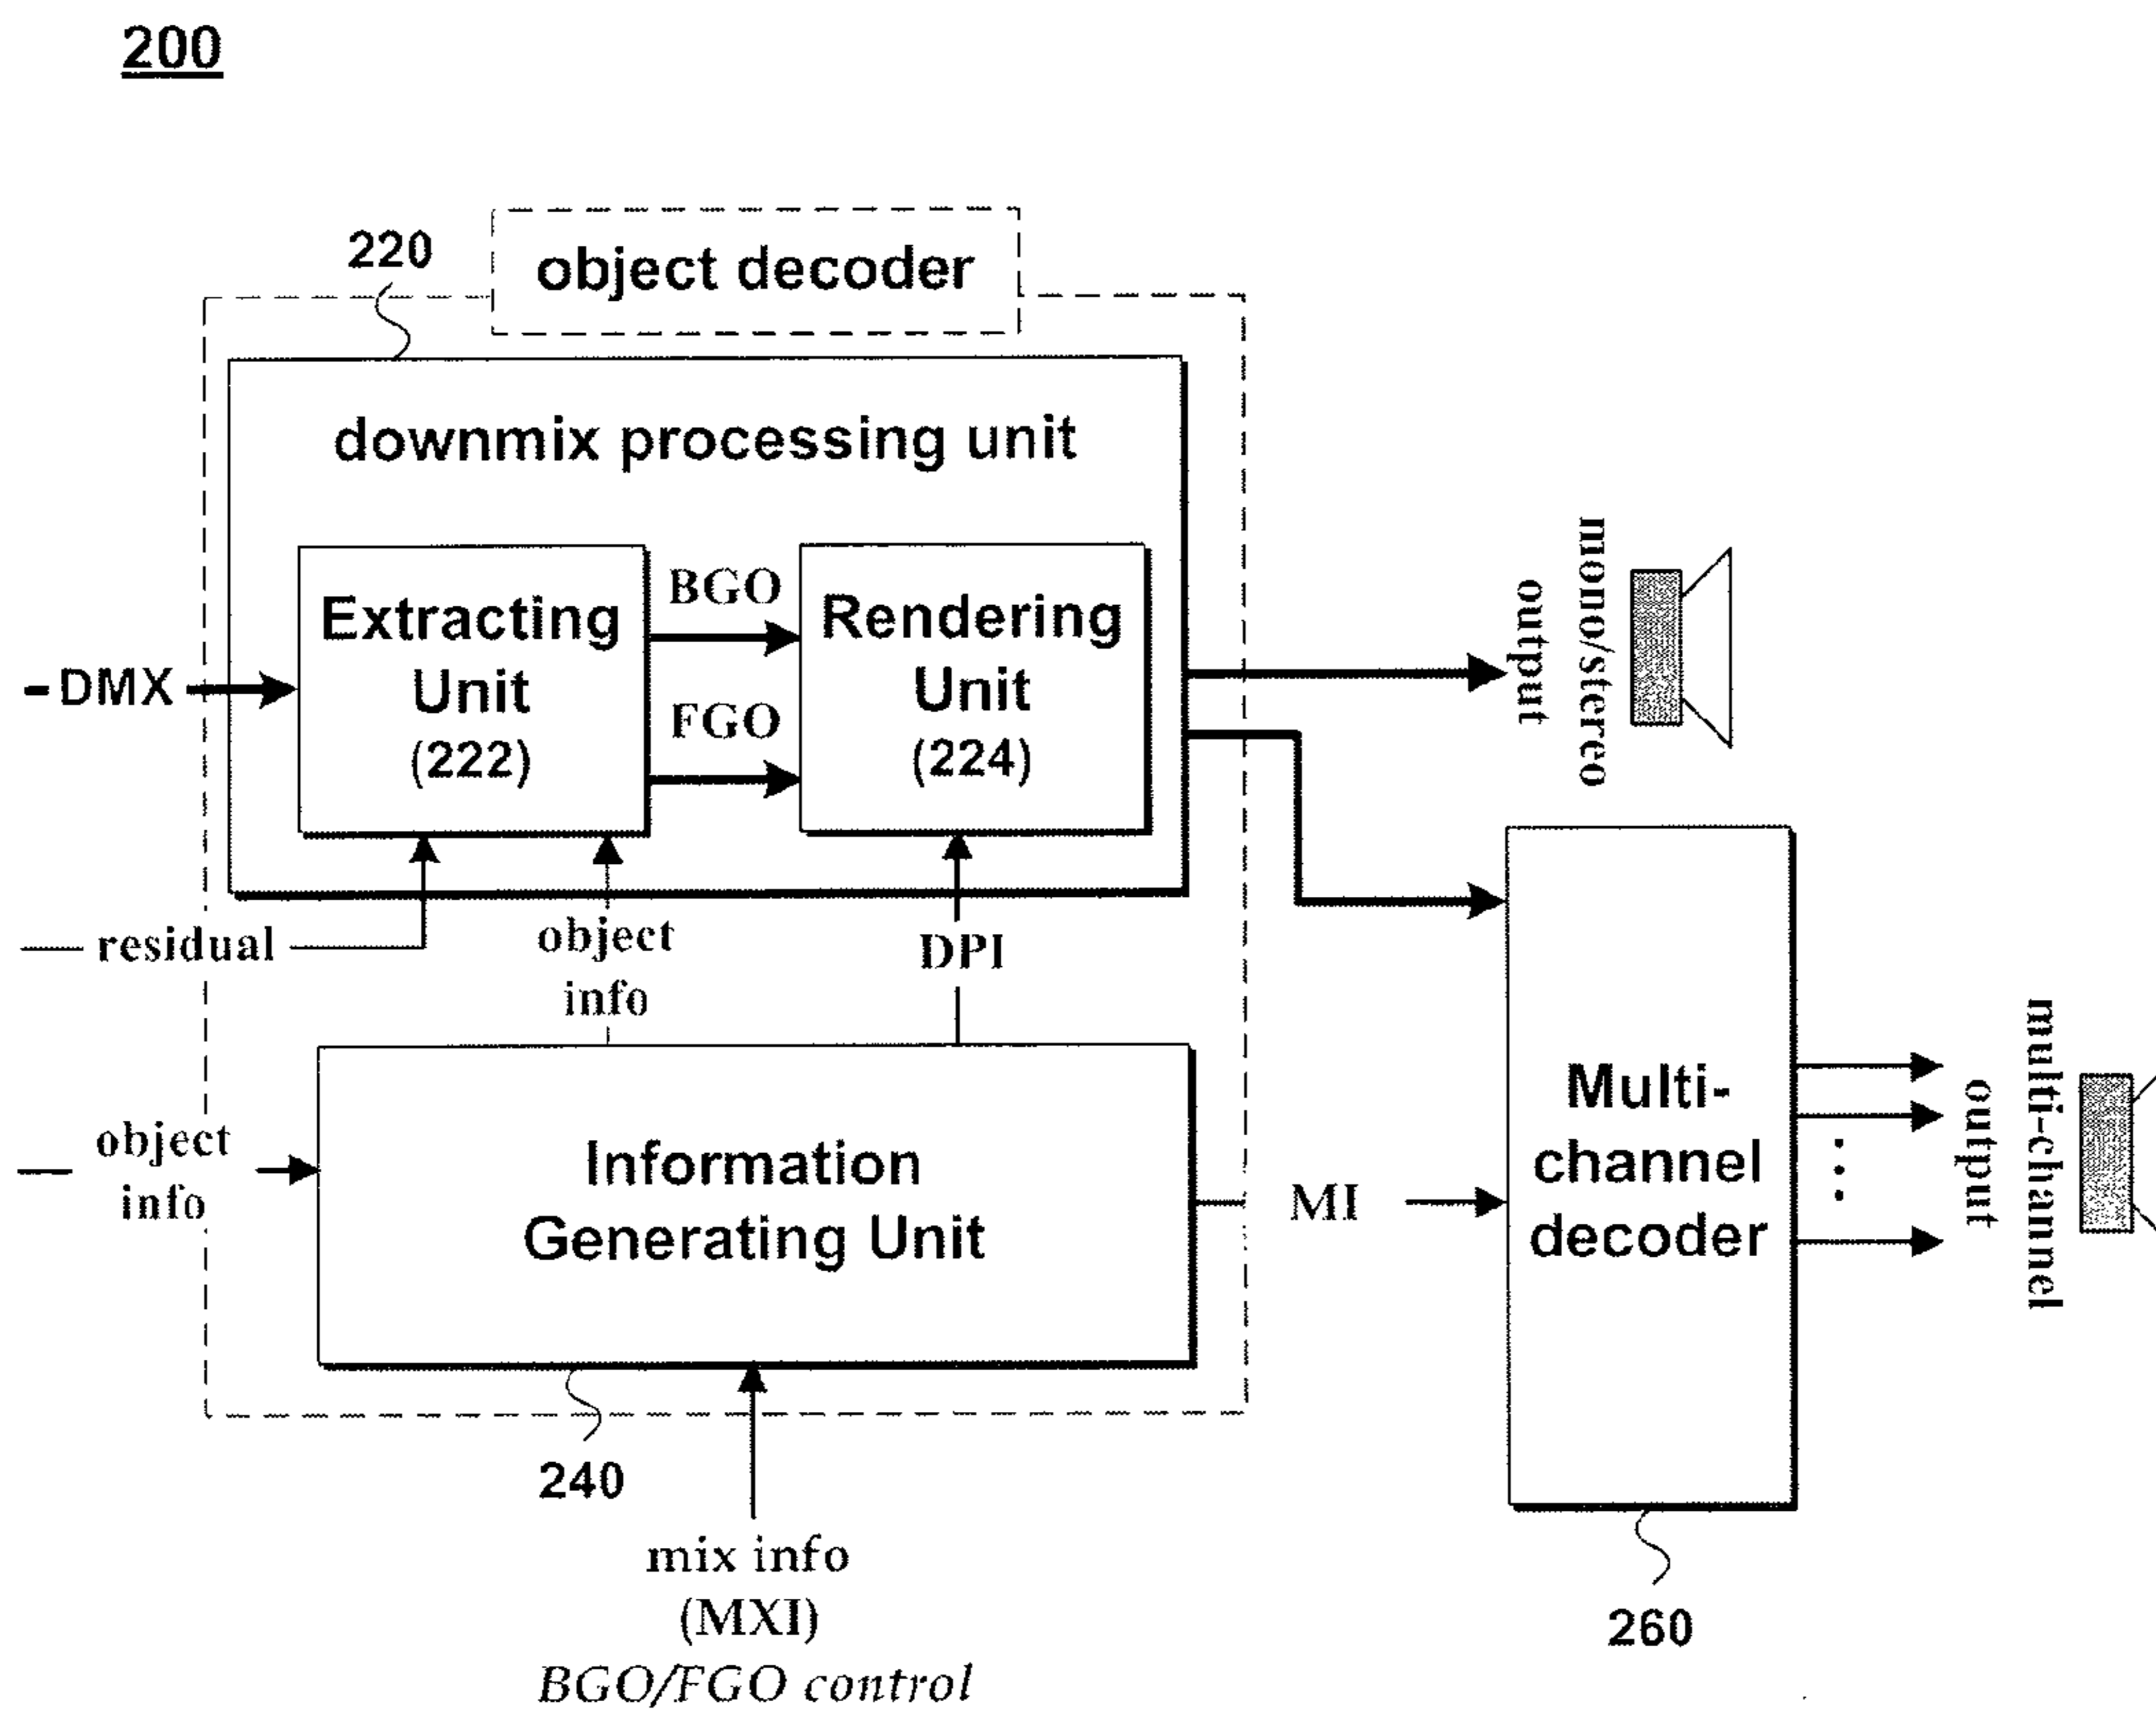 200
220
object decoder
downmix processing unit
Extracting
Unit
(222)
BGO
FGO
Rendering
Unit
(224)
DMX
mono/stereo
output
residual
object
info
DPI
object
info
Information
Generating Unit
MI
Multi-
channel
decoder
multi-channel
output
240
mix info
(MXI)
BGO/FGO control
260